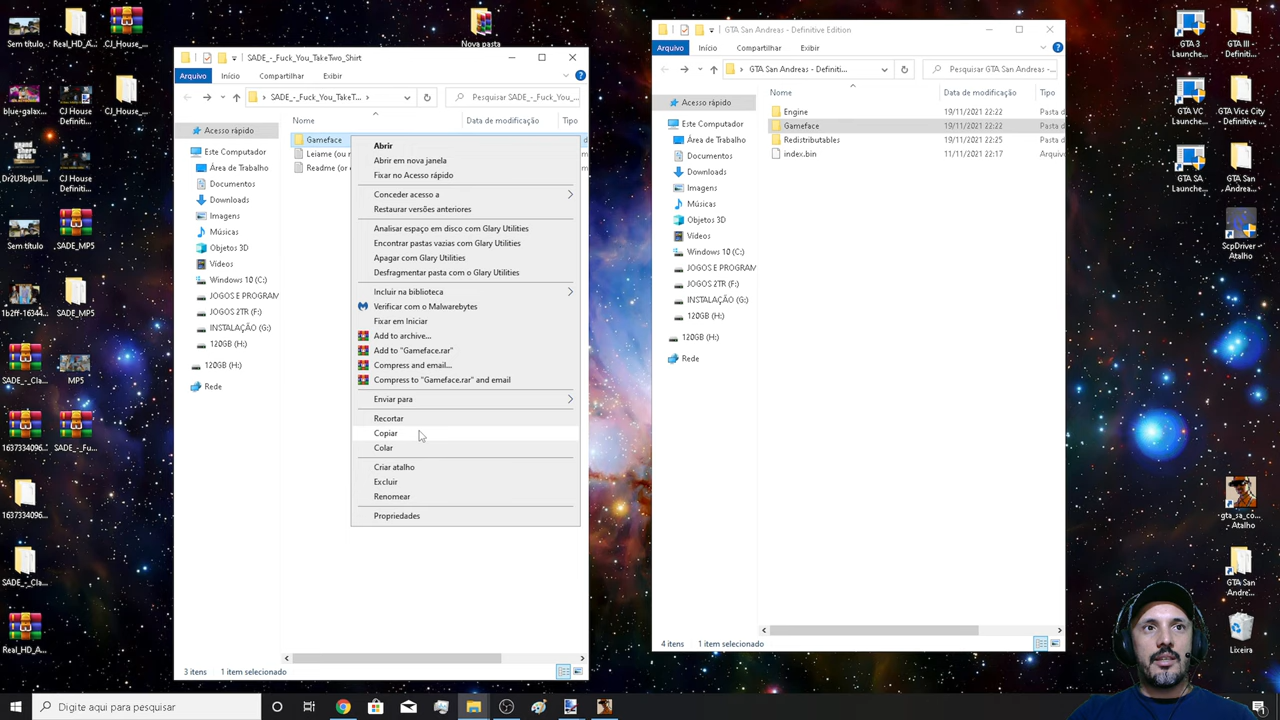 Sem título
Real_HD_A...
CJ_House_...
Nova pasta
blue-galax...
CJ House
Definitive...
CJ_House_...
CJ House
Definitive...
Sem título
SADE_MP5
1637334096...
SADE_MP5
SADE_-_Cla...
MP5
1637334096...
SADE_-_Fu...
1637334096...
SADE_-_Cla...
Real_HD_A...
SADE_-_Fuck_You_TakeTwo_Shirt
Arquivo
Início
Compartilhar
Exibir
SADE_-_Fuck_You_TakeT...
Pesquisar SADE_-_Fuck_You_...
Acesso rápido
Este Computador
Área de Trabalho
Documentos
Downloads
Imagens
Músicas
Objetos 3D
Vídeos
Windows 10 (C:)
JOGOS E PROGRAM
JOGOS 2TR (F:)
INSTALAÇÃO (G:)
120GB (H:)
120GB (H:)
Rede
Nome
Data de modificação
Tipo
Gameface
Leiame (ou r
Readme (or
Abrir
Abrir em nova janela
Fixar no Acesso rápido
Conceder acesso a
Restaurar versões anteriores
Analisar espaço em disco com Glary Utilities
Encontrar pastas vazias com Glary Utilities
Apagar com Glary Utilities
Desfragmentar pasta com o Glary Utilities
Incluir na biblioteca
Verificar com o Malwarebytes
Fixar em Iniciar
Add to archive...
Add to "Gameface.rar"
Compress and email...
Compress to "Gameface.rar" and email
Enviar para
Recortar
Copiar
Colar
Criar atalho
Excluir
Renomear
Propriedades
3 itens
1 item selecionado
GTA San Andreas - Definitive Edition
Arquivo
Início
Compartilhar
Exibir
GTA San Andreas - Definiti...
Pesquisar GTA San Andreas -...
Acesso rápido
Este Computador
Área de Trabalho
Documentos
Downloads
Imagens
Músicas
Objetos 3D
Vídeos
Windows 10 (C:)
JOGOS E PROGRAM
JOGOS 2TR (F:)
INSTALAÇÃO (G:)
120GB (H:)
120GB (H:)
Rede
Nome
Data de modificação
Tipo
Engine
19/11/2021 22:22
Pasta d
Gameface
19/11/2021 22:22
Pasta d
Redistributables
19/11/2021 22:25
Pasta d
index.bin
11/11/2021 22:17
Arquiv
4 itens
1 item selecionado
GTA 3
Launche...
GTA III -
Definitive...
GTA VC
Launche...
GTA Vice City
- Definitive...
GTA SA
Launche...
GTA San
Andrea...
ScpDriver -
Atalho
gta_sa_co...
Atalho
GTA San
Andre...
Lixeira
Digite aqui para pesquisar